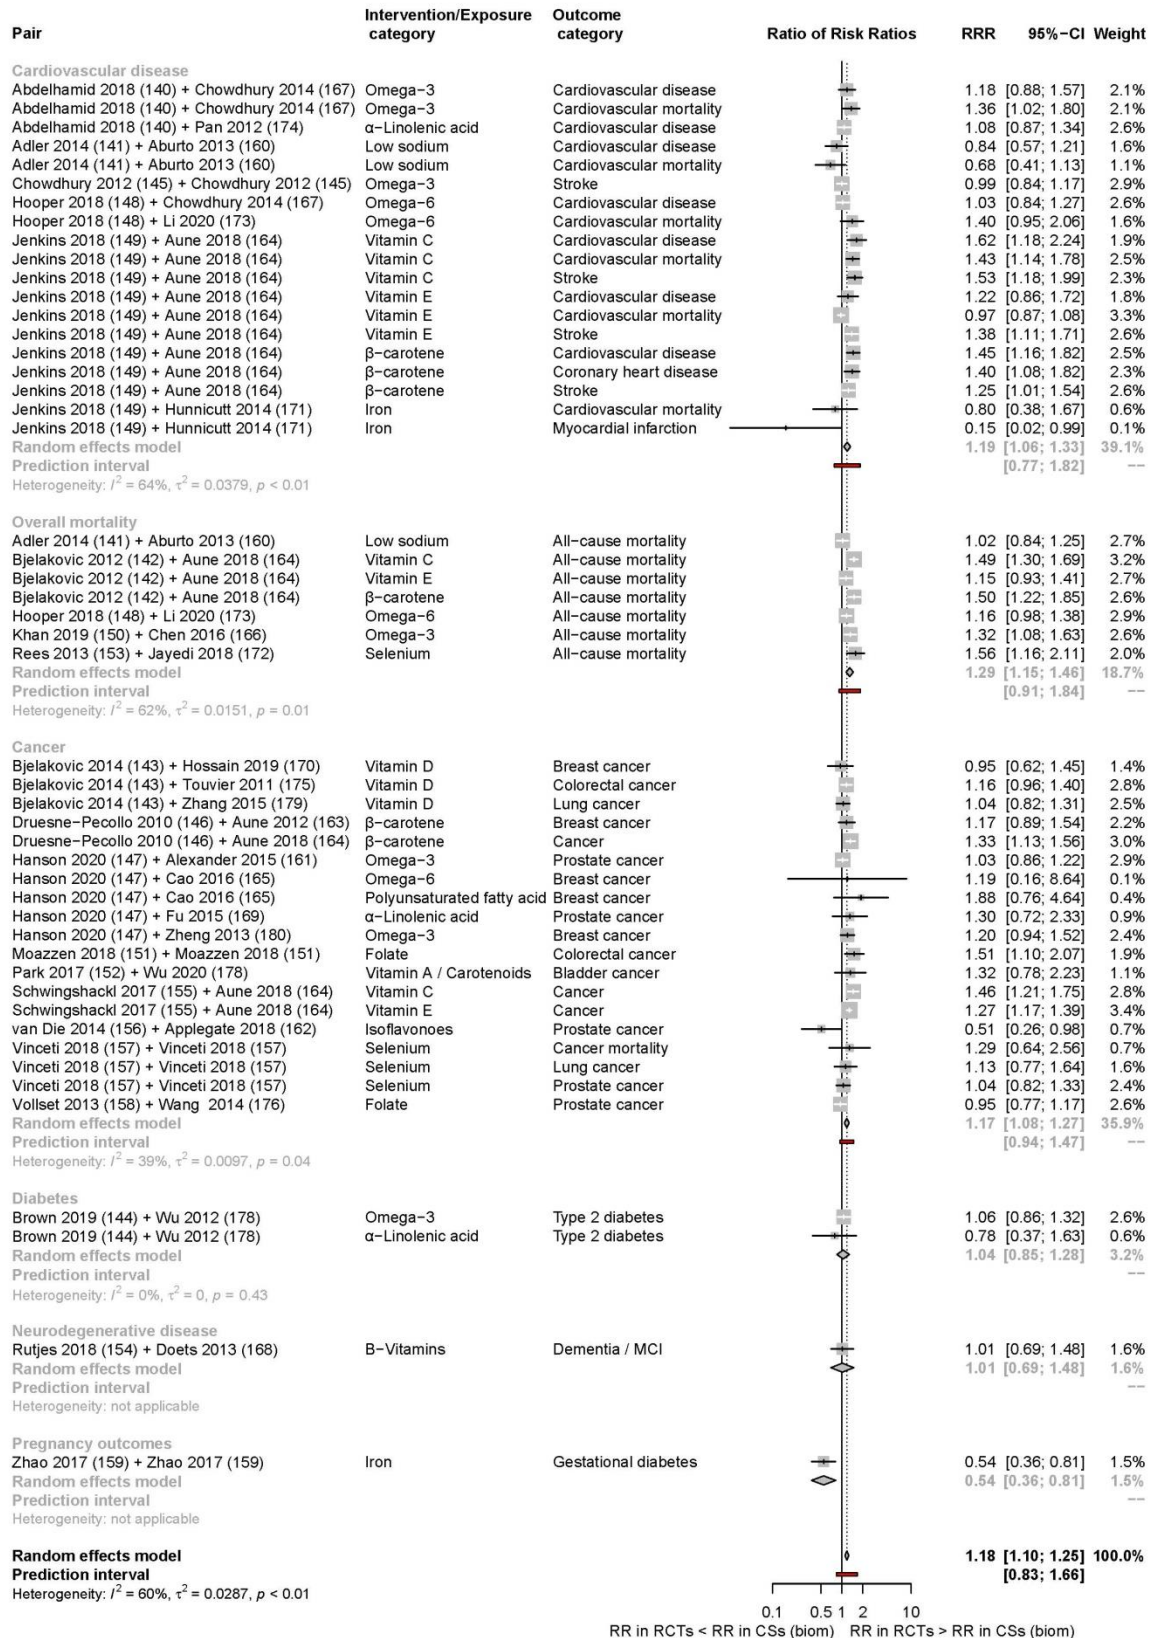 Pair Intervention/Exposure category Outcome category Ratio of Risk Ratios RRR 95%−CI Weight
Cardiovascular disease
Abdelhamid 2018 (140) + Chowdhury 2014 (167) Omega−3 Cardiovascular disease 1.18 [0.88; 1.57] 2.1%
Abdelhamid 2018 (140) + Chowdhury 2014 (167) Omega−3 Cardiovascular mortality 1.36 [1.02; 1.80] 2.1%
Abdelhamid 2018 (140) + Pan 2012 (174) α−Linolenic acid Cardiovascular disease 1.08 [0.87; 1.34] 2.6%
Adler 2014 (141) + Aburto 2013 (160) Low sodium Cardiovascular disease 0.84 [0.57; 1.21] 1.6%
Adler 2014 (141) + Aburto 2013 (160) Low sodium Cardiovascular mortality 0.68 [0.41; 1.13] 1.1%
Chowdhury 2012 (145) + Chowdhury 2012 (145) Omega−3 Stroke 0.99 [0.84; 1.17] 2.9%
Hooper 2018 (148) + Chowdhury 2014 (167) Omega−6 Cardiovascular disease 1.03 [0.84; 1.27] 2.6%
Hooper 2018 (148) + Li 2020 (173) Omega−6 Cardiovascular mortality 1.40 [0.95; 2.06] 1.6%
Jenkins 2018 (149) + Aune 2018 (164) Vitamin C Cardiovascular disease 1.62 [1.18; 2.24] 1.9%
Jenkins 2018 (149) + Aune 2018 (164) Vitamin C Cardiovascular mortality 1.43 [1.14; 1.78] 2.5%
Jenkins 2018 (149) + Aune 2018 (164) Vitamin C Stroke 1.53 [1.18; 1.99] 2.3%
Jenkins 2018 (149) + Aune 2018 (164) Vitamin E Cardiovascular disease 1.22 [0.86; 1.72] 1.8%
Jenkins 2018 (149) + Aune 2018 (164) Vitamin E Cardiovascular mortality 0.97 [0.87; 1.08] 3.3%
Jenkins 2018 (149) + Aune 2018 (164) Vitamin E Stroke 1.38 [1.11; 1.71] 2.6%
Jenkins 2018 (149) + Aune 2018 (164) β−carotene Cardiovascular disease 1.45 [1.16; 1.82] 2.5%
Jenkins 2018 (149) + Aune 2018 (164) β−carotene Coronary heart disease 1.40 [1.08; 1.82] 2.3%
Jenkins 2018 (149) + Aune 2018 (164) β−carotene Stroke 1.25 [1.01; 1.54] 2.6%
Jenkins 2018 (149) + Hunnicutt 2014 (171) Iron Cardiovascular mortality 0.80 [0.38; 1.67] 0.6%
Jenkins 2018 (149) + Hunnicutt 2014 (171) Iron Myocardial infarction 0.15 [0.02; 0.99] 0.1%
Random effects model 1.19 [1.06; 1.33] 39.1%
Prediction interval [0.77; 1.82] −−
Heterogeneity: I² = 64%, τ² = 0.0379, p < 0.01
Overall mortality
Adler 2014 (141) + Aburto 2013 (160) Low sodium All−cause mortality 1.02 [0.84; 1.25] 2.7%
Bjelakovic 2012 (142) + Aune 2018 (164) Vitamin C All−cause mortality 1.49 [1.30; 1.69] 3.2%
Bjelakovic 2012 (142) + Aune 2018 (164) Vitamin E All−cause mortality 1.15 [0.93; 1.41] 2.7%
Bjelakovic 2012 (142) + Aune 2018 (164) β−carotene All−cause mortality 1.50 [1.22; 1.85] 2.6%
Hooper 2018 (148) + Li 2020 (173) Omega−6 All−cause mortality 1.16 [0.98; 1.38] 2.9%
Khan 2019 (150) + Chen 2016 (166) Omega−3 All−cause mortality 1.32 [1.08; 1.63] 2.6%
Rees 2013 (153) + Jayedi 2018 (172) Selenium All−cause mortality 1.56 [1.16; 2.11] 2.0%
Random effects model 1.29 [1.15; 1.46] 18.7%
Prediction interval [0.91; 1.84] −−
Heterogeneity: I² = 62%, τ² = 0.0151, p = 0.01
Cancer
Bjelakovic 2014 (143) + Hossain 2019 (170) Vitamin D Breast cancer 0.95 [0.62; 1.45] 1.4%
Bjelakovic 2014 (143) + Touvier 2011 (175) Vitamin D Colorectal cancer 1.16 [0.96; 1.40] 2.8%
Bjelakovic 2014 (143) + Zhang 2015 (179) Vitamin D Lung cancer 1.04 [0.82; 1.31] 2.5%
Druesne−Pecollo 2010 (146) + Aune 2012 (163) β−carotene Breast cancer 1.17 [0.89; 1.54] 2.2%
Druesne−Pecollo 2010 (146) + Aune 2018 (164) β−carotene Cancer 1.33 [1.13; 1.56] 3.0%
Hanson 2020 (147) + Alexander 2015 (161) Omega−3 Prostate cancer 1.03 [0.86; 1.22] 2.9%
Hanson 2020 (147) + Cao 2016 (165) Omega−6 Breast cancer 1.19 [0.16; 8.64] 0.1%
Hanson 2020 (147) + Cao 2016 (165) Polyunsaturated fatty acid Breast cancer 1.88 [0.76; 4.64] 0.4%
Hanson 2020 (147) + Fu 2015 (169) α−Linolenic acid Prostate cancer 1.30 [0.72; 2.33] 0.9%
Hanson 2020 (147) + Zheng 2013 (180) Omega−3 Breast cancer 1.20 [0.94; 1.52] 2.4%
Moazzen 2018 (151) + Moazzen 2018 (151) Folate Colorectal cancer 1.51 [1.10; 2.07] 1.9%
Park 2017 (152) + Wu 2020 (178) Vitamin A / Carotenoids Bladder cancer 1.32 [0.78; 2.23] 1.1%
Schwingshackl 2017 (155) + Aune 2018 (164) Vitamin C Cancer 1.46 [1.21; 1.75] 2.8%
Schwingshackl 2017 (155) + Aune 2018 (164) Vitamin E Cancer 1.27 [1.17; 1.39] 3.4%
van Die 2014 (156) + Applegate 2018 (162) Isoflavonoes Prostate cancer 0.51 [0.26; 0.98] 0.7%
Vinceti 2018 (157) + Vinceti 2018 (157) Selenium Cancer mortality 1.29 [0.64; 2.56] 0.7%
Vinceti 2018 (157) + Vinceti 2018 (157) Selenium Lung cancer 1.13 [0.77; 1.64] 1.6%
Vinceti 2018 (157) + Vinceti 2018 (157) Selenium Prostate cancer 1.04 [0.82; 1.33] 2.4%
Vollset 2013 (158) + Wang 2014 (176) Folate Prostate cancer 0.95 [0.77; 1.17] 2.6%
Random effects model 1.17 [1.08; 1.27] 35.9%
Prediction interval [0.94; 1.47] −−
Heterogeneity: I² = 39%, τ² = 0.0097, p = 0.04
Diabetes
Brown 2019 (144) + Wu 2012 (178) Omega−3 Type 2 diabetes 1.06 [0.86; 1.32] 2.6%
Brown 2019 (144) + Wu 2012 (178) α−Linolenic acid Type 2 diabetes 0.78 [0.37; 1.63] 0.6%
Random effects model 1.04 [0.85; 1.28] 3.2%
Prediction interval −−
Heterogeneity: I² = 0%, τ² = 0, p = 0.43
Neurodegenerative disease
Rutjes 2018 (154) + Doets 2013 (168) B−Vitamins Dementia / MCI 1.01 [0.69; 1.48] 1.6%
Random effects model 1.01 [0.69; 1.48] 1.6%
Prediction interval −−
Heterogeneity: not applicable
Pregnancy outcomes
Zhao 2017 (159) + Zhao 2017 (159) Iron Gestational diabetes 0.54 [0.36; 0.81] 1.5%
Random effects model 0.54 [0.36; 0.81] 1.5%
Prediction interval −−
Heterogeneity: not applicable
Random effects model 1.18 [1.10; 1.25] 100.0%
Prediction interval [0.83; 1.66]
Heterogeneity: I² = 60%, τ² = 0.0287, p < 0.01
0.1 0.5 1 2 10
RR in RCTs < RR in CSs (biom) RR in RCTs > RR in CSs (biom)